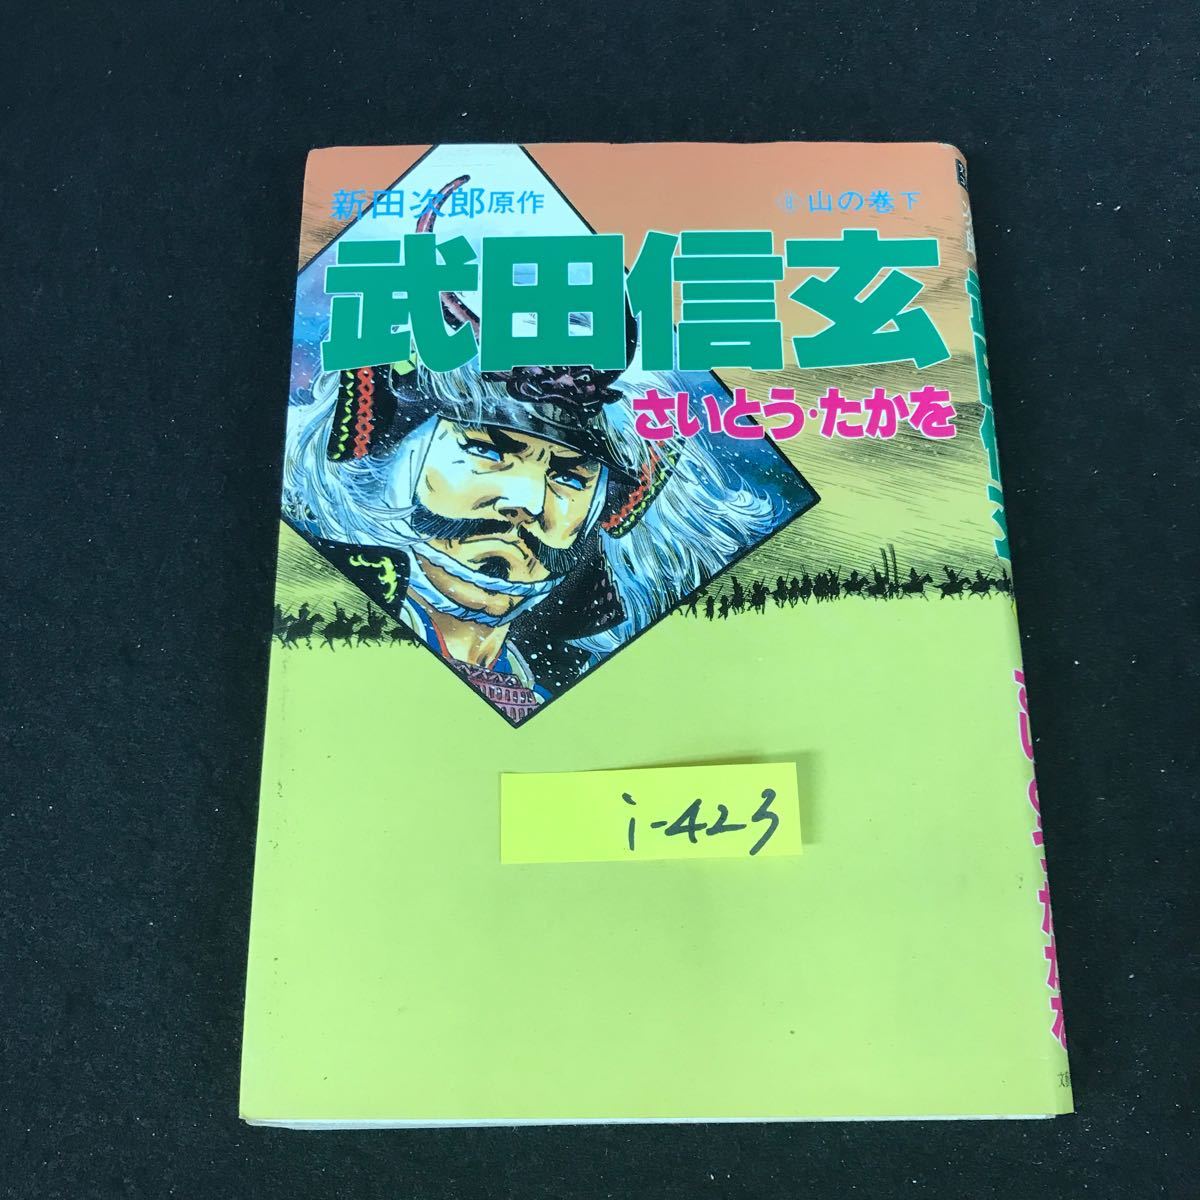 新田次郎原作
⑧山の巻下
武田信玄
さいとう・たかを
i-423